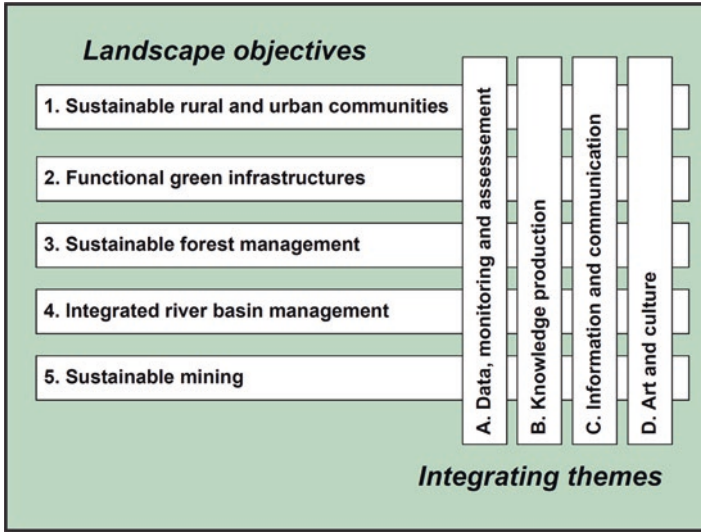 Landscape objectives
1. Sustainable rural and urban communities
2. Functional green infrastructures
3. Sustainable forest management
4. Integrated river basin management
5. Sustainable mining
A. Data, monitoring and assessement
B. Knowledge production
C. Information and communication
D. Art and culture
Integrating themes